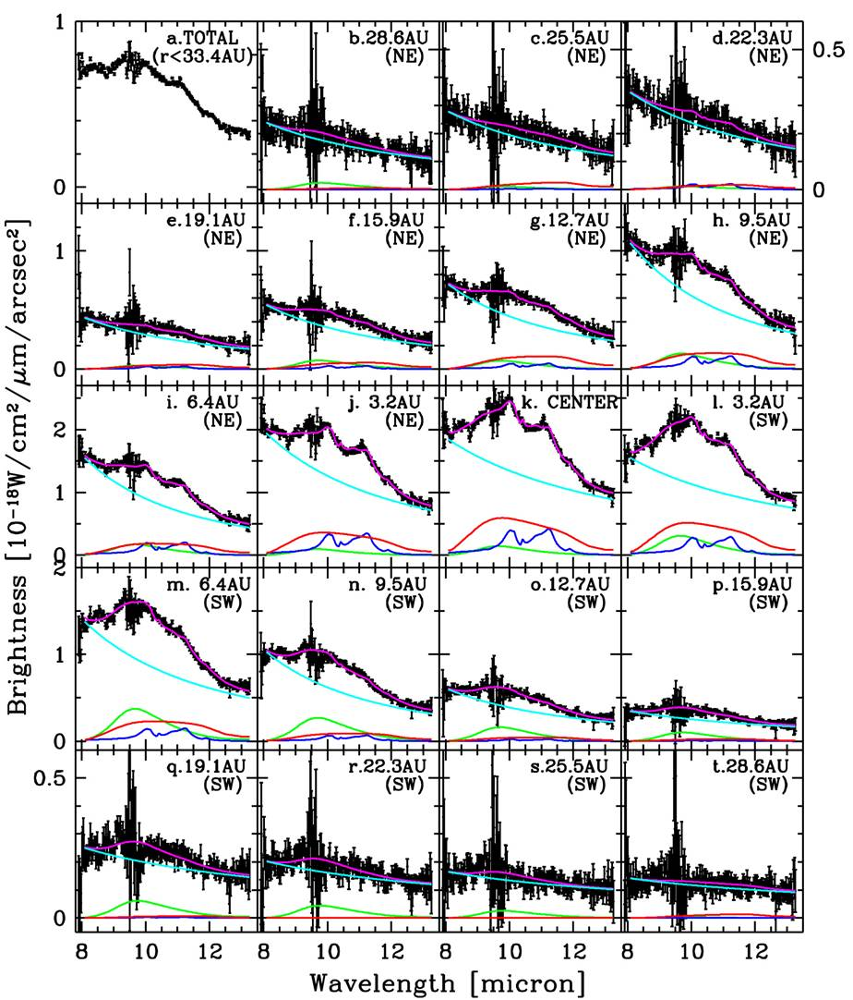 1
a.TOTAL
(r<33.4AU)
b.28.6AU
(NE)
c.25.5AU
(NE)
d.22.3AU
(NE)
0.5
0
0
e.19.1AU
(NE)
f.15.9AU
(NE)
g.12.7AU
(NE)
h. 9.5AU
(NE)
1
0
i. 6.4AU
(NE)
j. 3.2AU
(NE)
k. CENTER
l. 3.2AU
(SW)
2
1
0
m. 6.4AU
(SW)
n. 9.5AU
(SW)
o.12.7AU
(SW)
p.15.9AU
(SW)
2
1
0
q.19.1AU
(SW)
r.22.3AU
(SW)
s.25.5AU
(SW)
t.28.6AU
(SW)
0.5
0
8 10 12 8 10 12 8 10 12 8 10 12
Wavelength [micron]
Brightness [10⁻¹⁸W/cm²/μm/arcsec²]